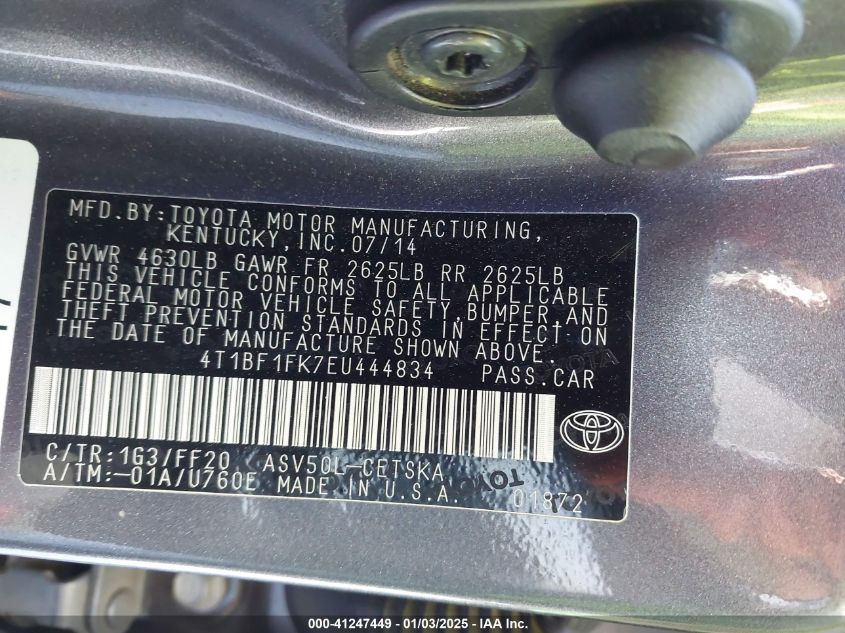 MFD.BY:TOYOTA MOTOR MANUFACTURING,
KENTUCKY,INC.07/14
GVWR 4630LB GAWR FR 2625LB RR 2625LB
THIS VEHICLE CONFORMS TO ALL APPLICABLE
FEDERAL MOTOR VEHICLE SAFETY,BUMPER,AND
THEFT PREVENTION STANDARDS IN EFFECT ON
THE DATE OF MANUFACTURE SHOWN ABOVE.
4T1BF1FK7EU444834 PASS.CAR
C/TR:1G3/FF20 ASV50L-CETSKA
A/TM:-01A/U760E MADE IN U.S.A. 01872
TOYOTA
000-41247449 - 01/03/2025 - IAA Inc.